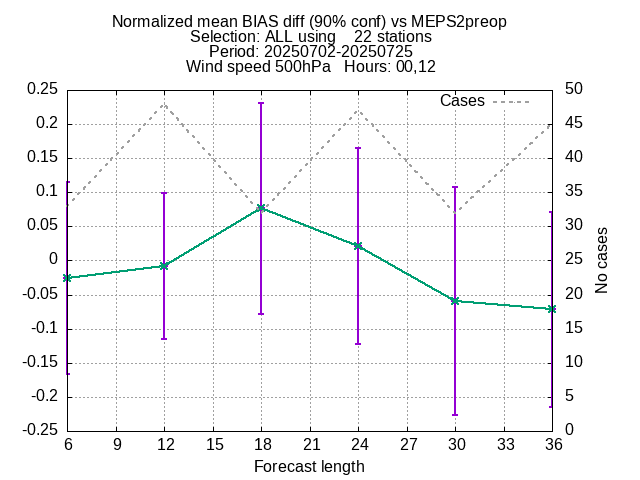 Normalized mean BIAS diff (90% conf) vs MEPS2preop
Selection: ALL using    22 stations
Period: 20250702-20250725
Wind speed 500hPa   Hours: 00,12
Cases
0.25
0.2
0.15
0.1
0.05
0
-0.05
-0.1
-0.15
-0.2
-0.25
50
45
40
35
30
25
20
15
10
5
0
No cases
6 9 12 15 18 21 24 27 30 33 36
Forecast length